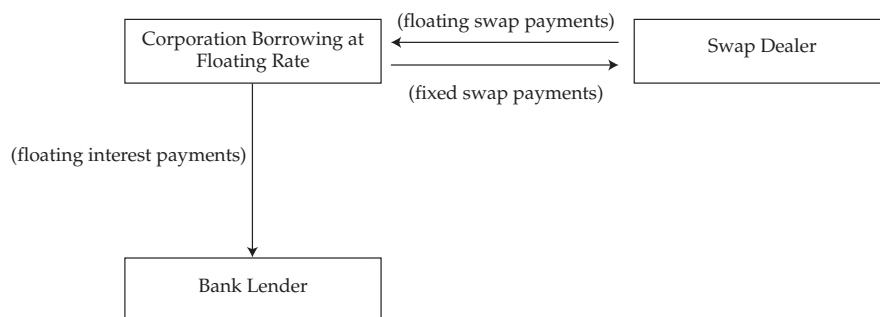 (floating swap payments)
Corporation Borrowing at
Floating Rate
Swap Dealer
(fixed swap payments)
(floating interest payments)
Bank Lender